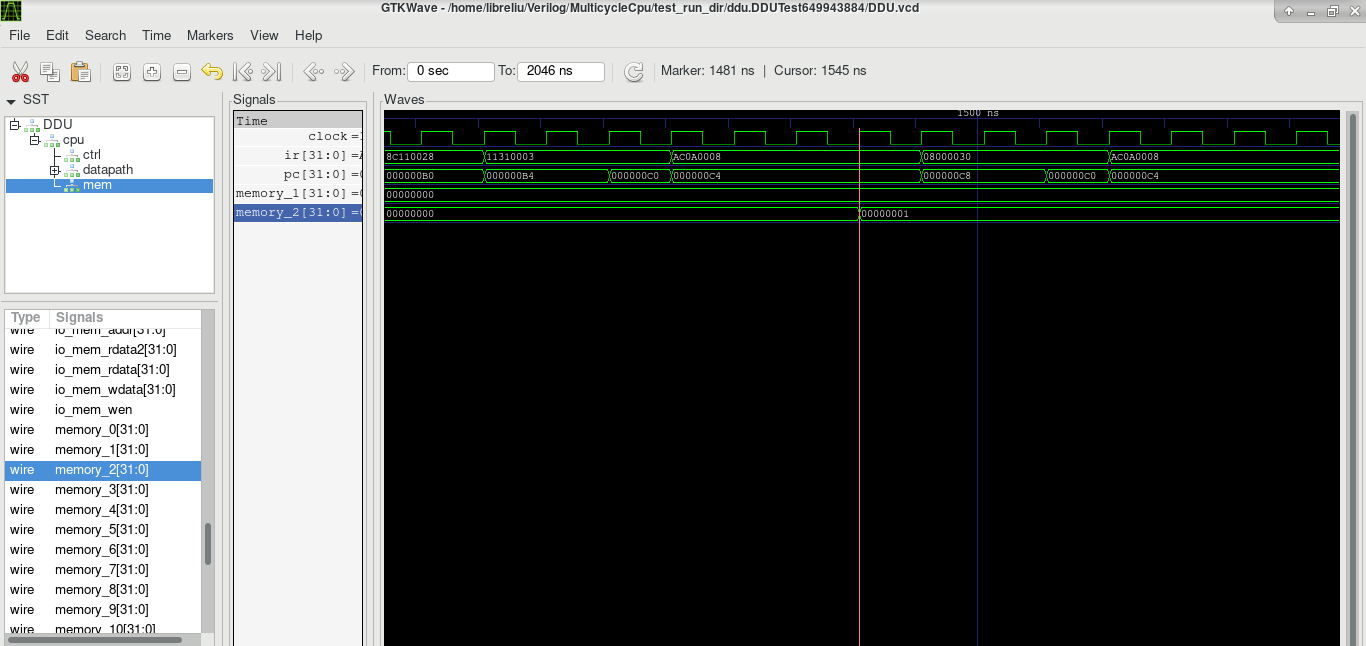 GTKWave - /home/libreliu/Verilog/MulticycleCpu/test_run_dir/ddu.DDUTest649943884/DDU.vcd
File Edit Search Time Markers View Help
From: 0 sec To: 2046 ns Marker: 1481 ns | Cursor: 1545 ns
SST
DDU
cpu
ctrl
datapath
mem
Type Signals
wire io_mem_addr[31:0]
wire io_mem_rdata2[31:0]
wire io_mem_rdata[31:0]
wire io_mem_wdata[31:0]
wire io_mem_wen
wire memory_0[31:0]
wire memory_1[31:0]
wire memory_2[31:0]
wire memory_3[31:0]
wire memory_4[31:0]
wire memory_5[31:0]
wire memory_6[31:0]
wire memory_7[31:0]
wire memory_8[31:0]
wire memory_9[31:0]
wire memory_10[31:0]
Signals
Time
clock =
ir[31:0] =
pc[31:0] =
memory_1[31:0] =
memory_2[31:0] =
Waves
1500 ns
8C110028 11310003 AC0A0008 08000030 AC0A0008
000000B0 000000B4 000000C0 000000C4 000000C8 000000C0 000000C4
00000000
00000000 00000001